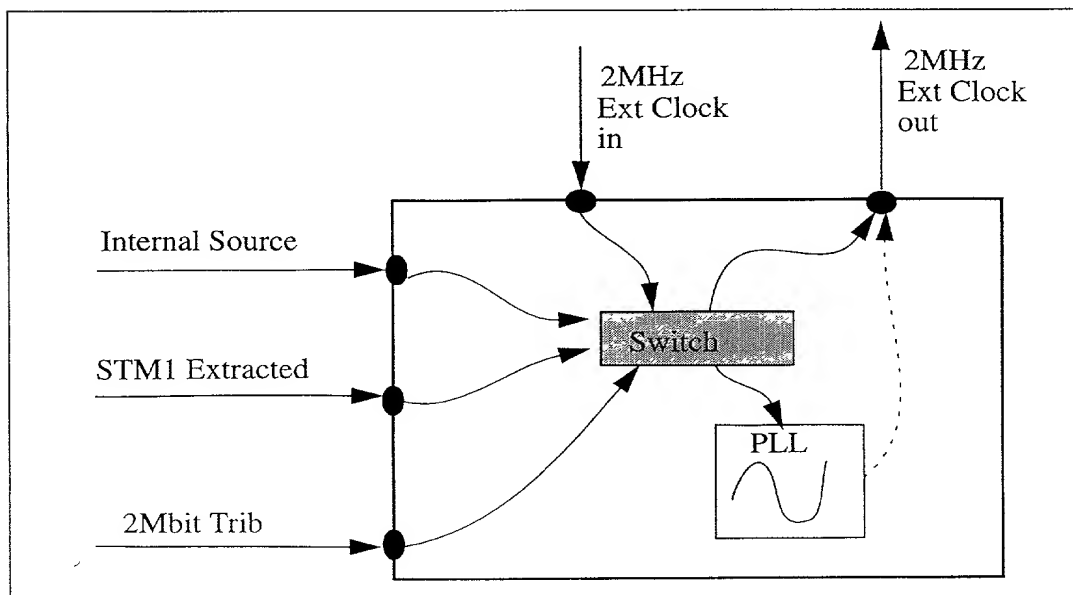 2MHz
Ext Clock
in
2MHz
Ext Clock
out
Internal Source
STM1 Extracted
2Mbit Trib
Switch
PLL